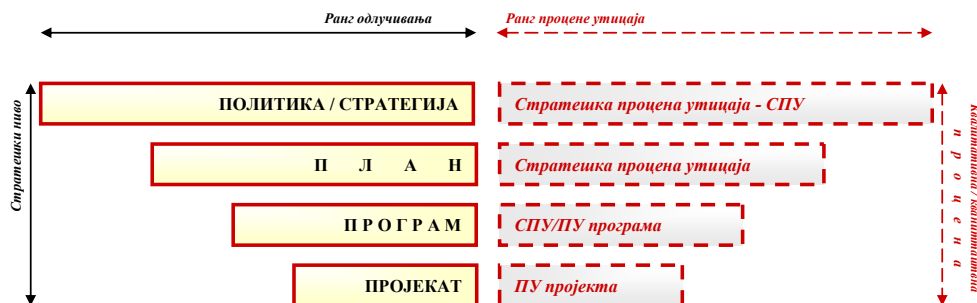 Ранг одлучивања
Ранг процене утицаја
Стратешки ниво
ПОЛИТИКА / СТРАТЕГИЈА
Стратешка процена утицаја - СПУ
П Л А Н
Стратешка процена утицаја
П Р О Г Р А М
СПУ/ПУ програма
ПРОЈЕКАТ
ПУ пројекта
п р о ц е н а